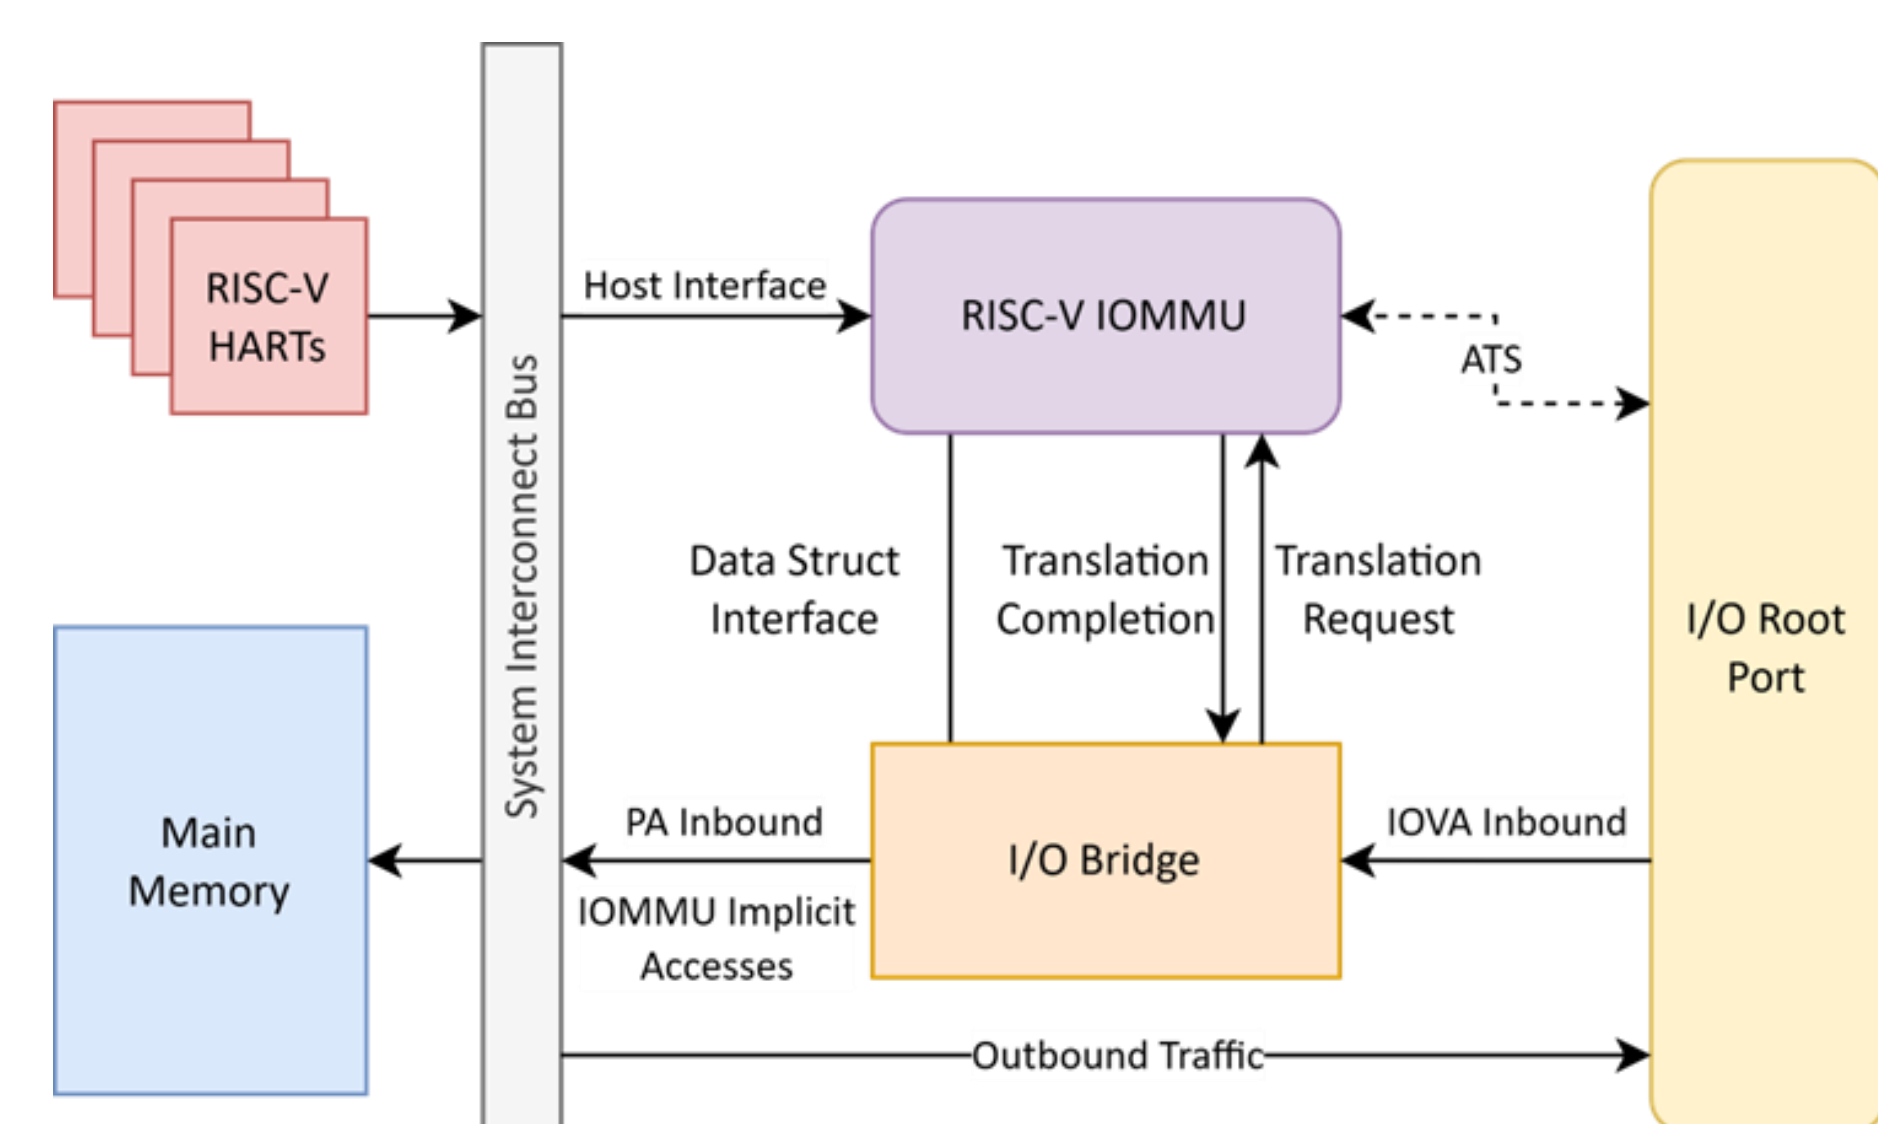 RISC-V
HARTs
System Interconnect Bus
Host Interface
RISC-V IOMMU
ATS
Data Struct
Interface
Translation
Completion
Translation
Request
I/O Root
Port
Main
Memory
PA Inbound
I/O Bridge
IOVA Inbound
IOMMU Implicit
Accesses
Outbound Traffic